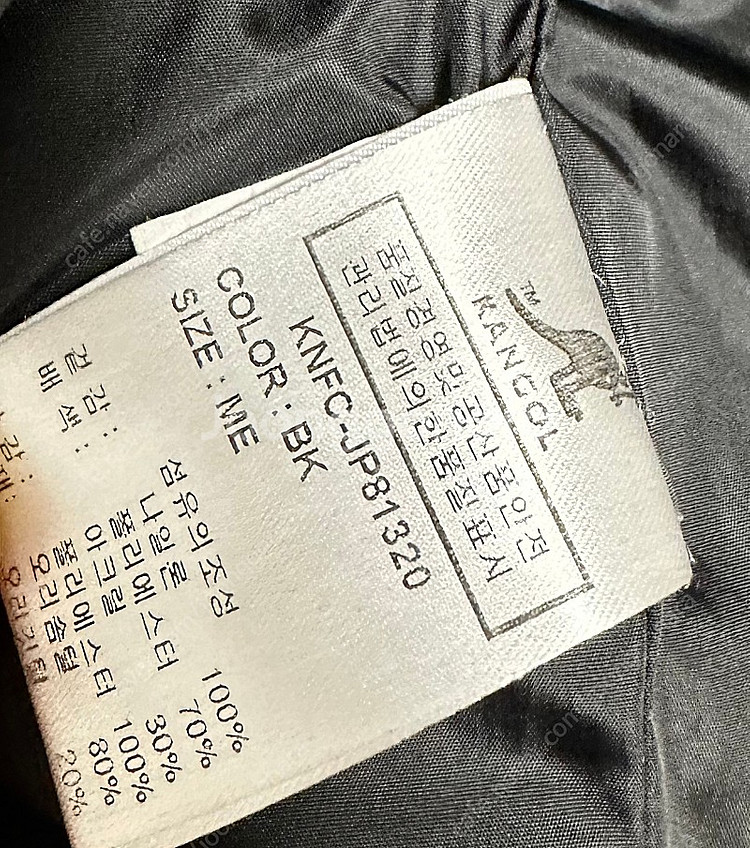 TM
KANGOL
품질경영및공산품안전
관리법에의한품질표시
KNFC-JP81320
COLOR : BK
SIZE : ME
섬유의조성
겉 감 : 나일론 100%
배 색 : 폴리에스터 70%
아크릴 30%
감 : 폴리에스터 100%
오리솜털 80%
오리깃털 20%